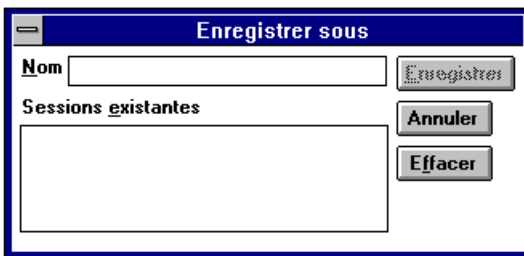 Enregistrer sous
Nom
Enregistrer
Sessions existantes
Annuler
Effacer